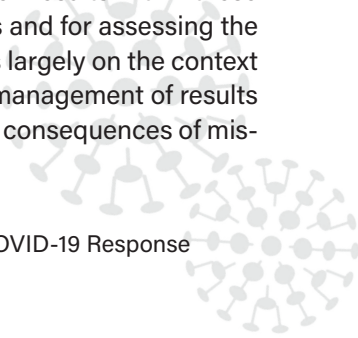 s and for assessing the
s largely on the context
management of results
consequences of mis-
OVID-19 Response